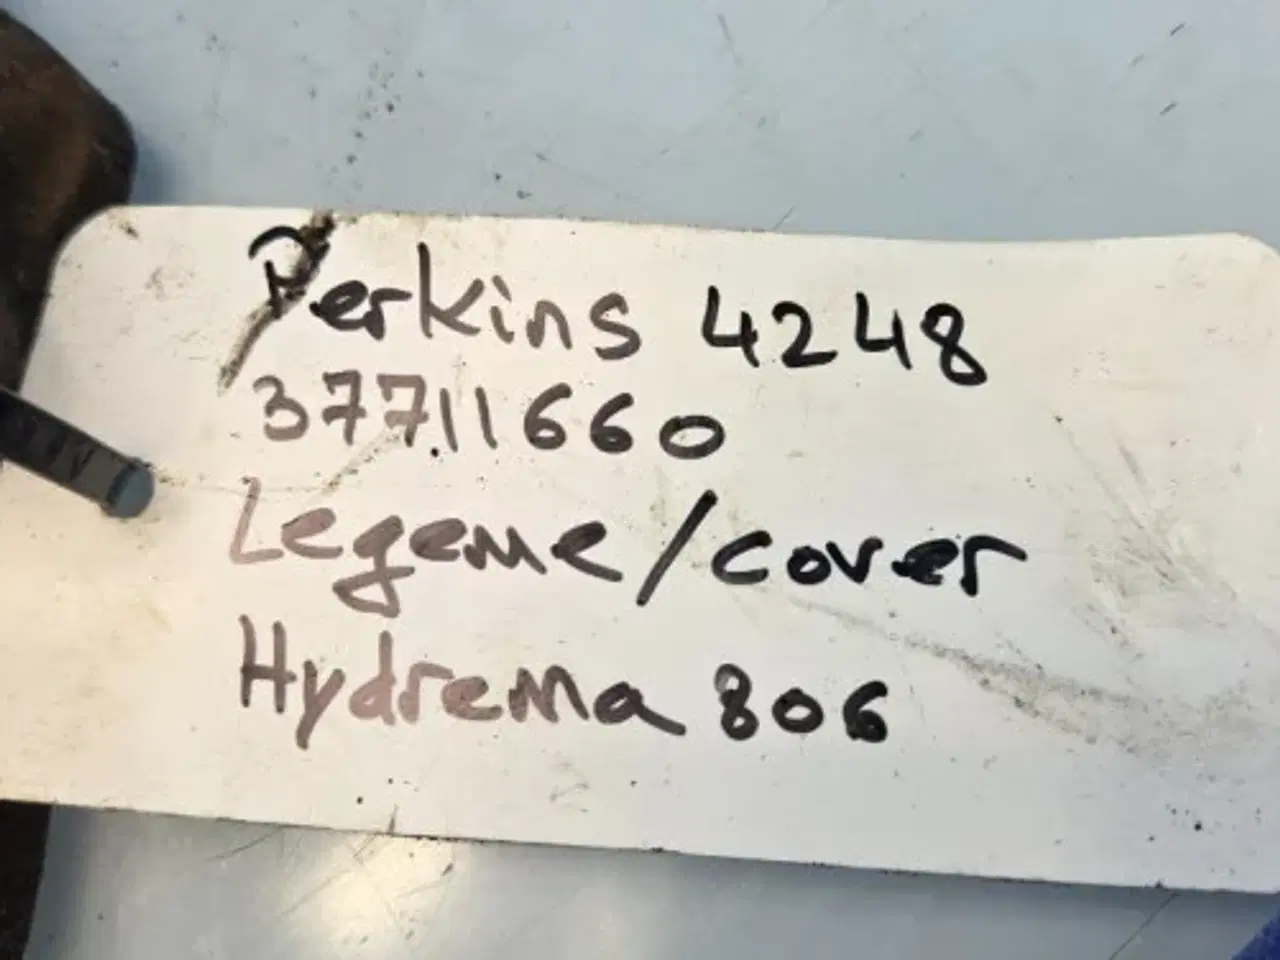 Perkins 4248
37711660
Legeme/cover
Hydrema 806